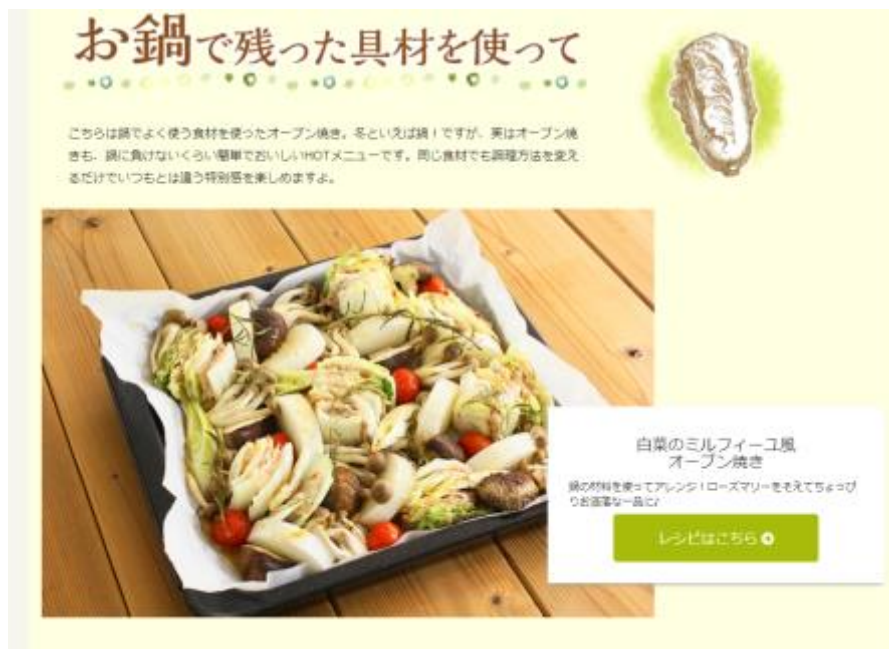 お鍋で残った具材を使って
こちらは鍋でよく使う食材を使ったオーブン焼き。冬といえば鍋！ですが、実はオーブン焼
きも、鍋に負けないくらい簡単でおいしいHOTメニューです。同じ食材でも調理方法を変え
るだけでいつもとは違う特別感を楽しめますよ。
白菜のミルフィーユ風
オーブン焼き
鍋の材料を使ってアレンジ！ローズマリーをそえてちょっぴ
りお洒落な一品に♪
レシピはこちら